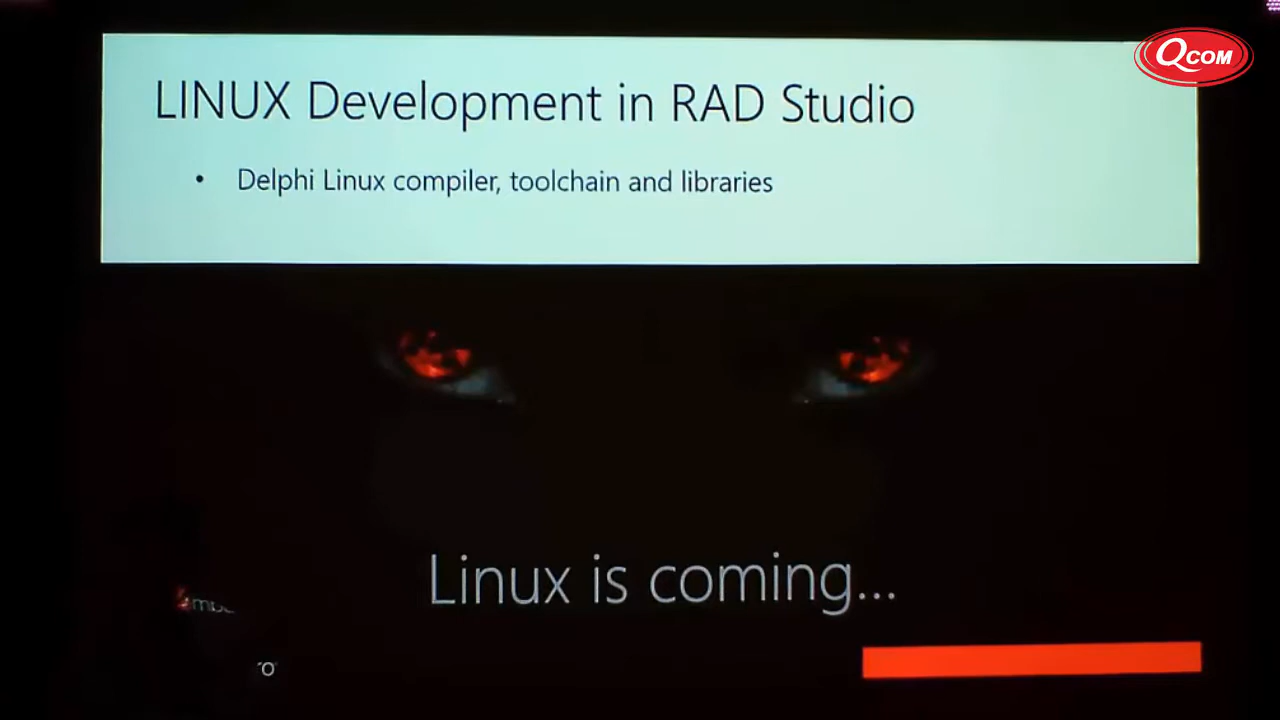 QCOM
LINUX Development in RAD Studio
• Delphi Linux compiler, toolchain and libraries
Linux is coming...